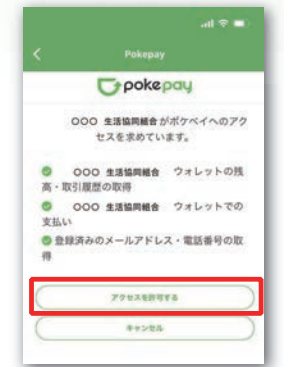 Pokepay
pokepay
○○○ 生活協同組合がポケペイへのアク
セスを求めています。
○○○ 生活協同組合 ウォレットの残
高・取引履歴の取得
○○○ 生活協同組合 ウォレットでの
支払い
登録済みのメールアドレス・電話番号の取
得
アクセスを許可する
キャンセル